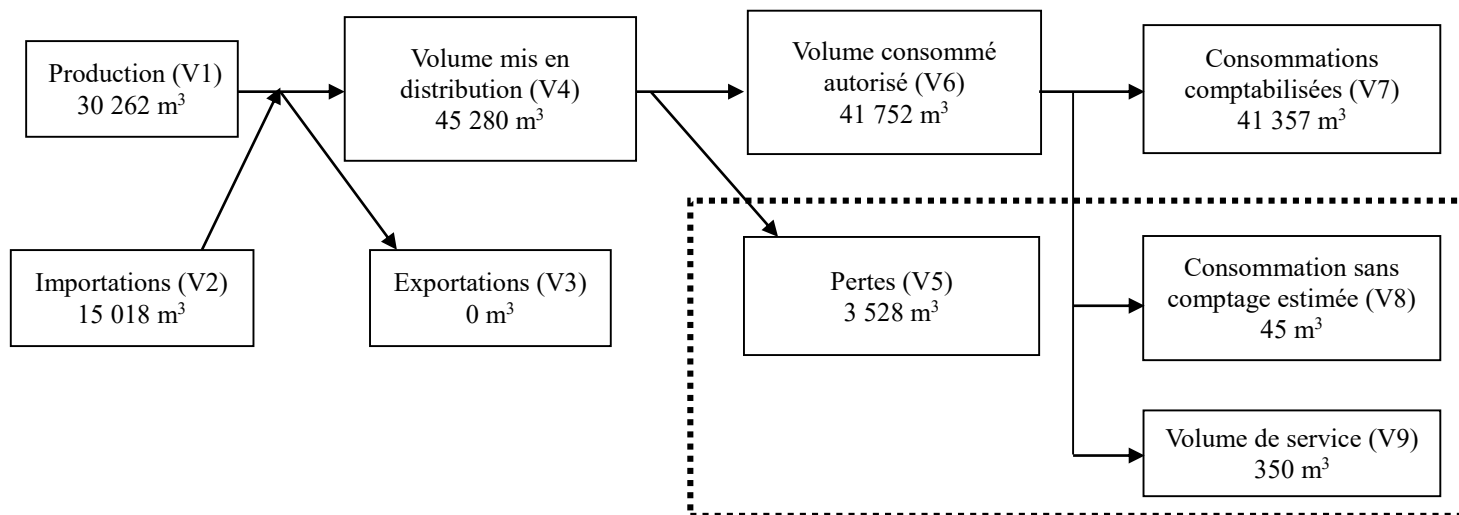 Production (V1)
30 262 m³
Volume mis en
distribution (V4)
45 280 m³
Volume consommé
autorisé (V6)
41 752 m³
Consommations
comptabilisées (V7)
41 357 m³
Importations (V2)
15 018 m³
Exportations (V3)
0 m³
Pertes (V5)
3 528 m³
Consommation sans
comptage estimée (V8)
45 m³
Volume de service (V9)
350 m³